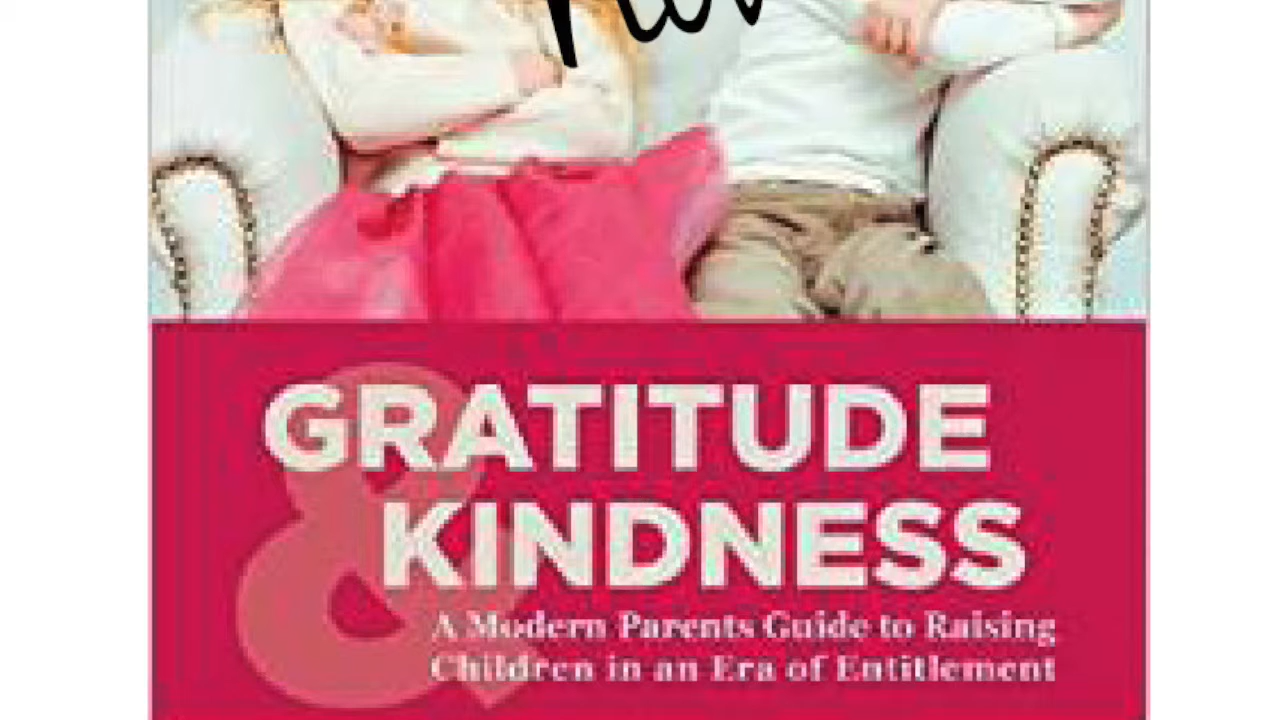 GRATITUDE
&
KINDNESS
A Modern Parents Guide to Raising
Children in an Era of Entitlement